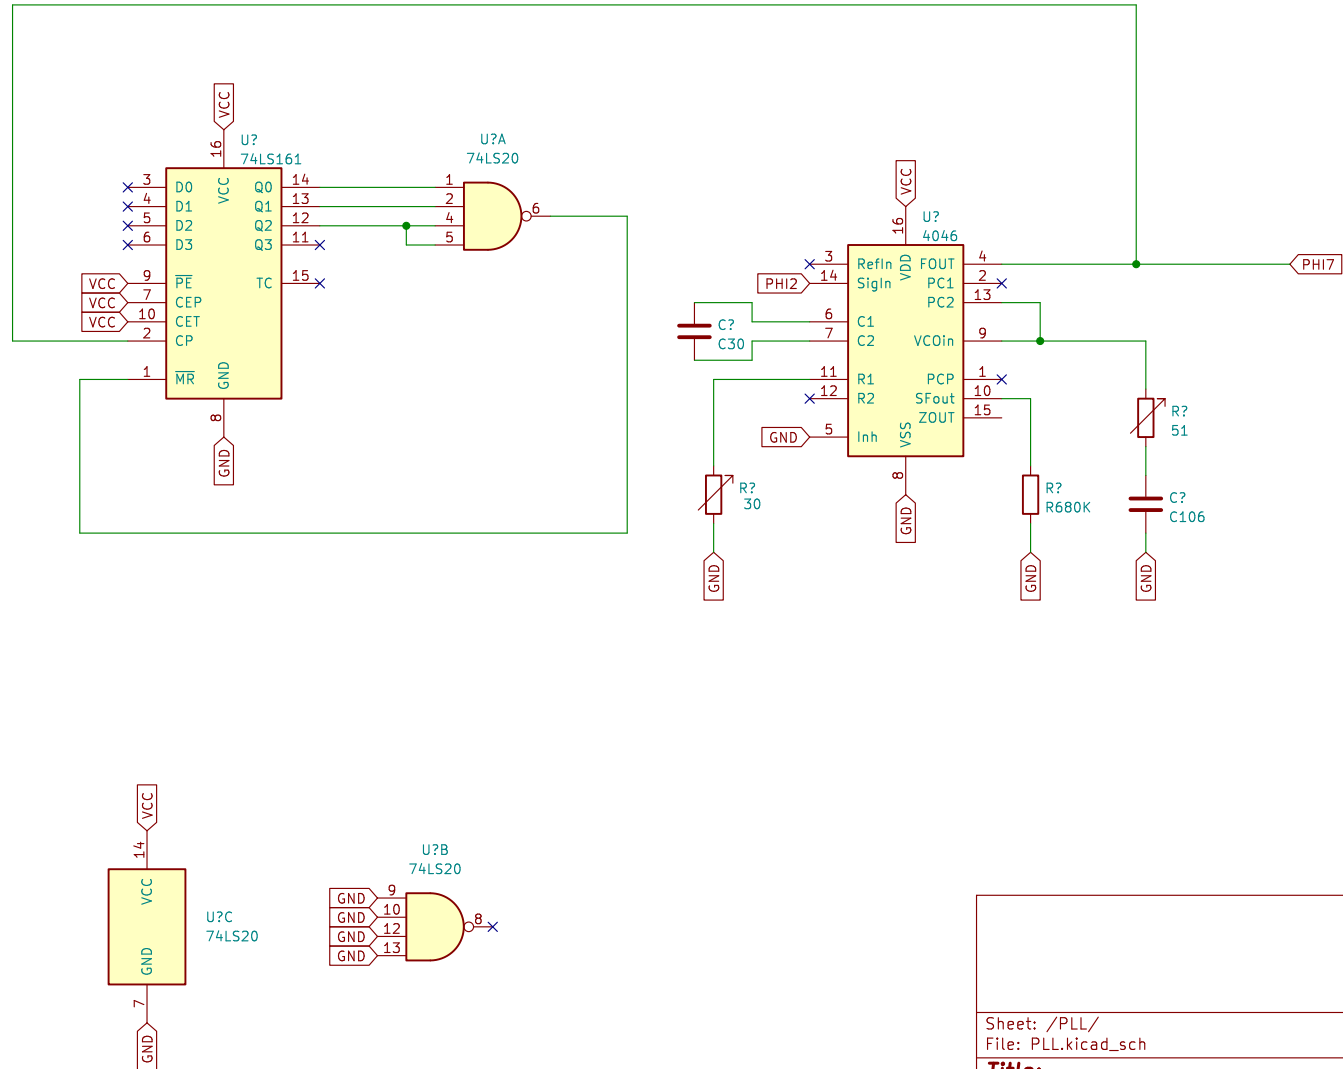 VCC
16
U?
74LS161
3 D0
4 D1
5 D2
6 D3
VCC 9 PE
VCC 7 CEP
VCC 10 CET
2 CP
1 MR
VCC
GND
Q0 14
Q1 13
Q2 12
Q3 11
TC 15
8
GND
U?A
74LS20
1
2
4
5
6
VCC
16
U?
4046
3 RefIn
PHI2 14 SigIn
6 C1
7 C2
11 R1
12 R2
GND 5 Inh
VDD
VSS
FOUT 4
PC1 2
PC2 13
VCOin 9
PCP 1
SFout 10
ZOUT 15
8
GND
PHI7
C?
C30
R?
30
GND
R?
R680K
GND
R?
51
C?
C106
GND
VCC
14
VCC
GND
U?C
74LS20
7
GND
U?B
74LS20
GND 9
GND 10
GND 12
GND 13
8
Sheet: /PLL/
File: PLL.kicad_sch
Title: